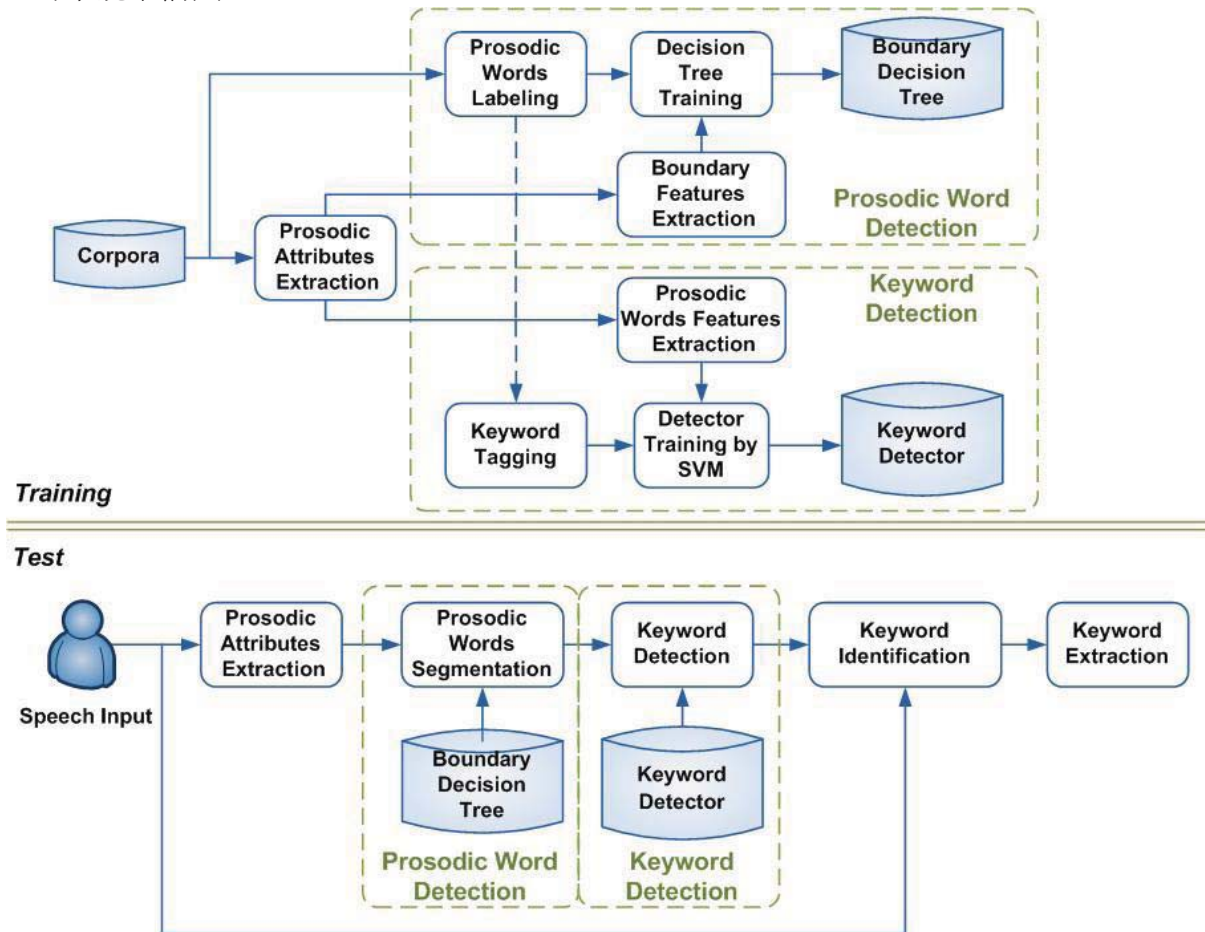 Prosodic
Words
Labeling
Decision
Tree
Training
Boundary
Decision
Tree
Boundary
Features
Extraction
Prosodic Word
Detection
Corpora
Prosodic
Attributes
Extraction
Prosodic
Words Features
Extraction
Keyword
Detection
Keyword
Tagging
Detector
Training by
SVM
Keyword
Detector
Training
Test
Speech Input
Prosodic
Attributes
Extraction
Prosodic
Words
Segmentation
Keyword
Detection
Keyword
Identification
Keyword
Extraction
Boundary
Decision
Tree
Keyword
Detector
Prosodic Word
Detection
Keyword
Detection